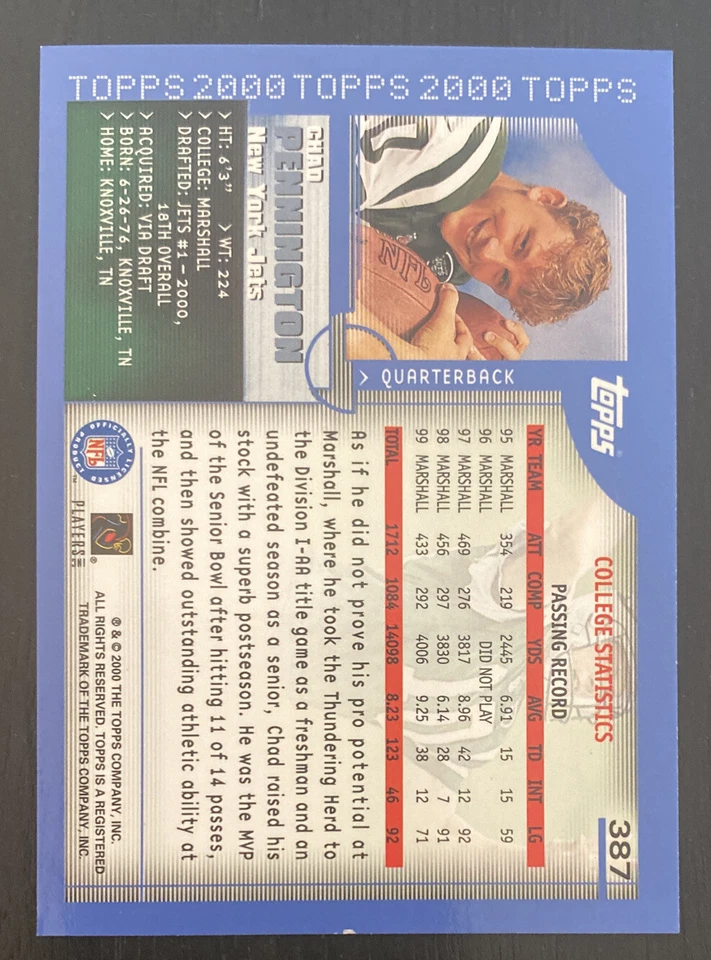 TOPPS 2000 TOPPS 2000 TOPPS
topps
387
NFL
> QUARTERBACK
CHAD
PENNINGTON
New York Jets
> HT: 6'3" > WT: 224
> COLLEGE: MARSHALL
> DRAFTED: JETS #1 – 2000,
18TH OVERALL
> ACQUIRED: VIA DRAFT
> BORN: 6-26-76, KNOXVILLE, TN
> HOME: KNOXVILLE, TN
COLLEGE STATISTICS
PASSING RECORD
YR TEAM ATT COMP YDS AVG TD INT LG
95 MARSHALL 354 219 2445 6.91 15 15 59
96 MARSHALL DID NOT PLAY
97 MARSHALL 469 276 3817 8.96 42 12 92
98 MARSHALL 456 297 3830 6.14 28 7 91
99 MARSHALL 433 292 4006 9.25 38 12 71
TOTAL 1712 1084 14098 8.23 123 46 92
As if he did not prove his pro potential at
Marshall, where he took the Thundering Herd to
the Division I-AA title game as a freshman and an
undefeated season as a senior, Chad raised his
stock with a superb postseason. He was the MVP
of the Senior Bowl after hitting 11 of 14 passes,
and then showed outstanding athletic ability at
the NFL combine.
OFFICIALLY LICENSED
NFL
PRODUCT
™
PLAYERS INC
®
® & © 2000 THE TOPPS COMPANY, INC.
ALL RIGHTS RESERVED. TOPPS IS A REGISTERED
TRADEMARK OF THE TOPPS COMPANY, INC.